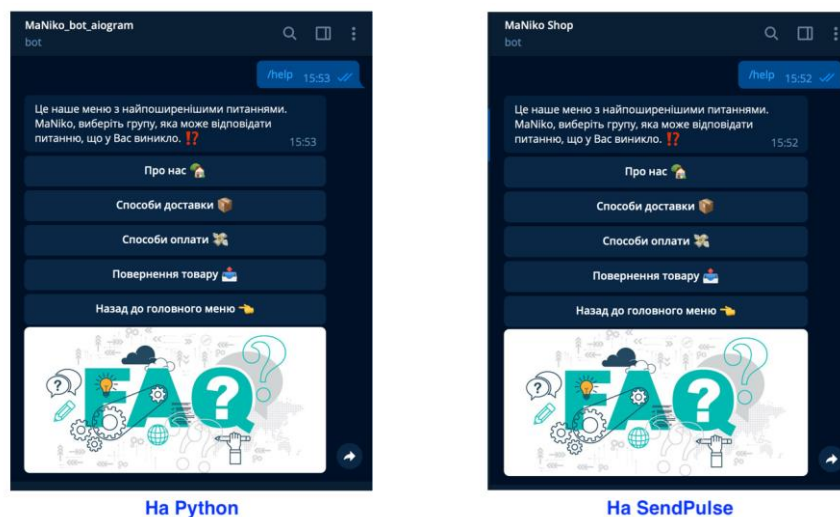 MaNiko_bot_aiogram
bot
/help 15:53
Це наше меню з найпоширенішими питаннями.
MaNiko, виберіть групу, яка може відповідати
питанню, що у Вас виникло. ⁉️ 15:53
Про нас 🏡
Способи доставки 📦
Способи оплати 💸
Повернення товару 📤
Назад до головного меню 👈
FAQ?
На Python
MaNiko Shop
bot
/help 15:52
Це наше меню з найпоширенішими питаннями.
MaNiko, виберіть групу, яка може відповідати
питанню, що у Вас виникло. ⁉️ 15:52
Про нас 🏡
Способи доставки 📦
Способи оплати 💸
Повернення товару 📤
Назад до головного меню 👈
FAQ?
На SendPulse